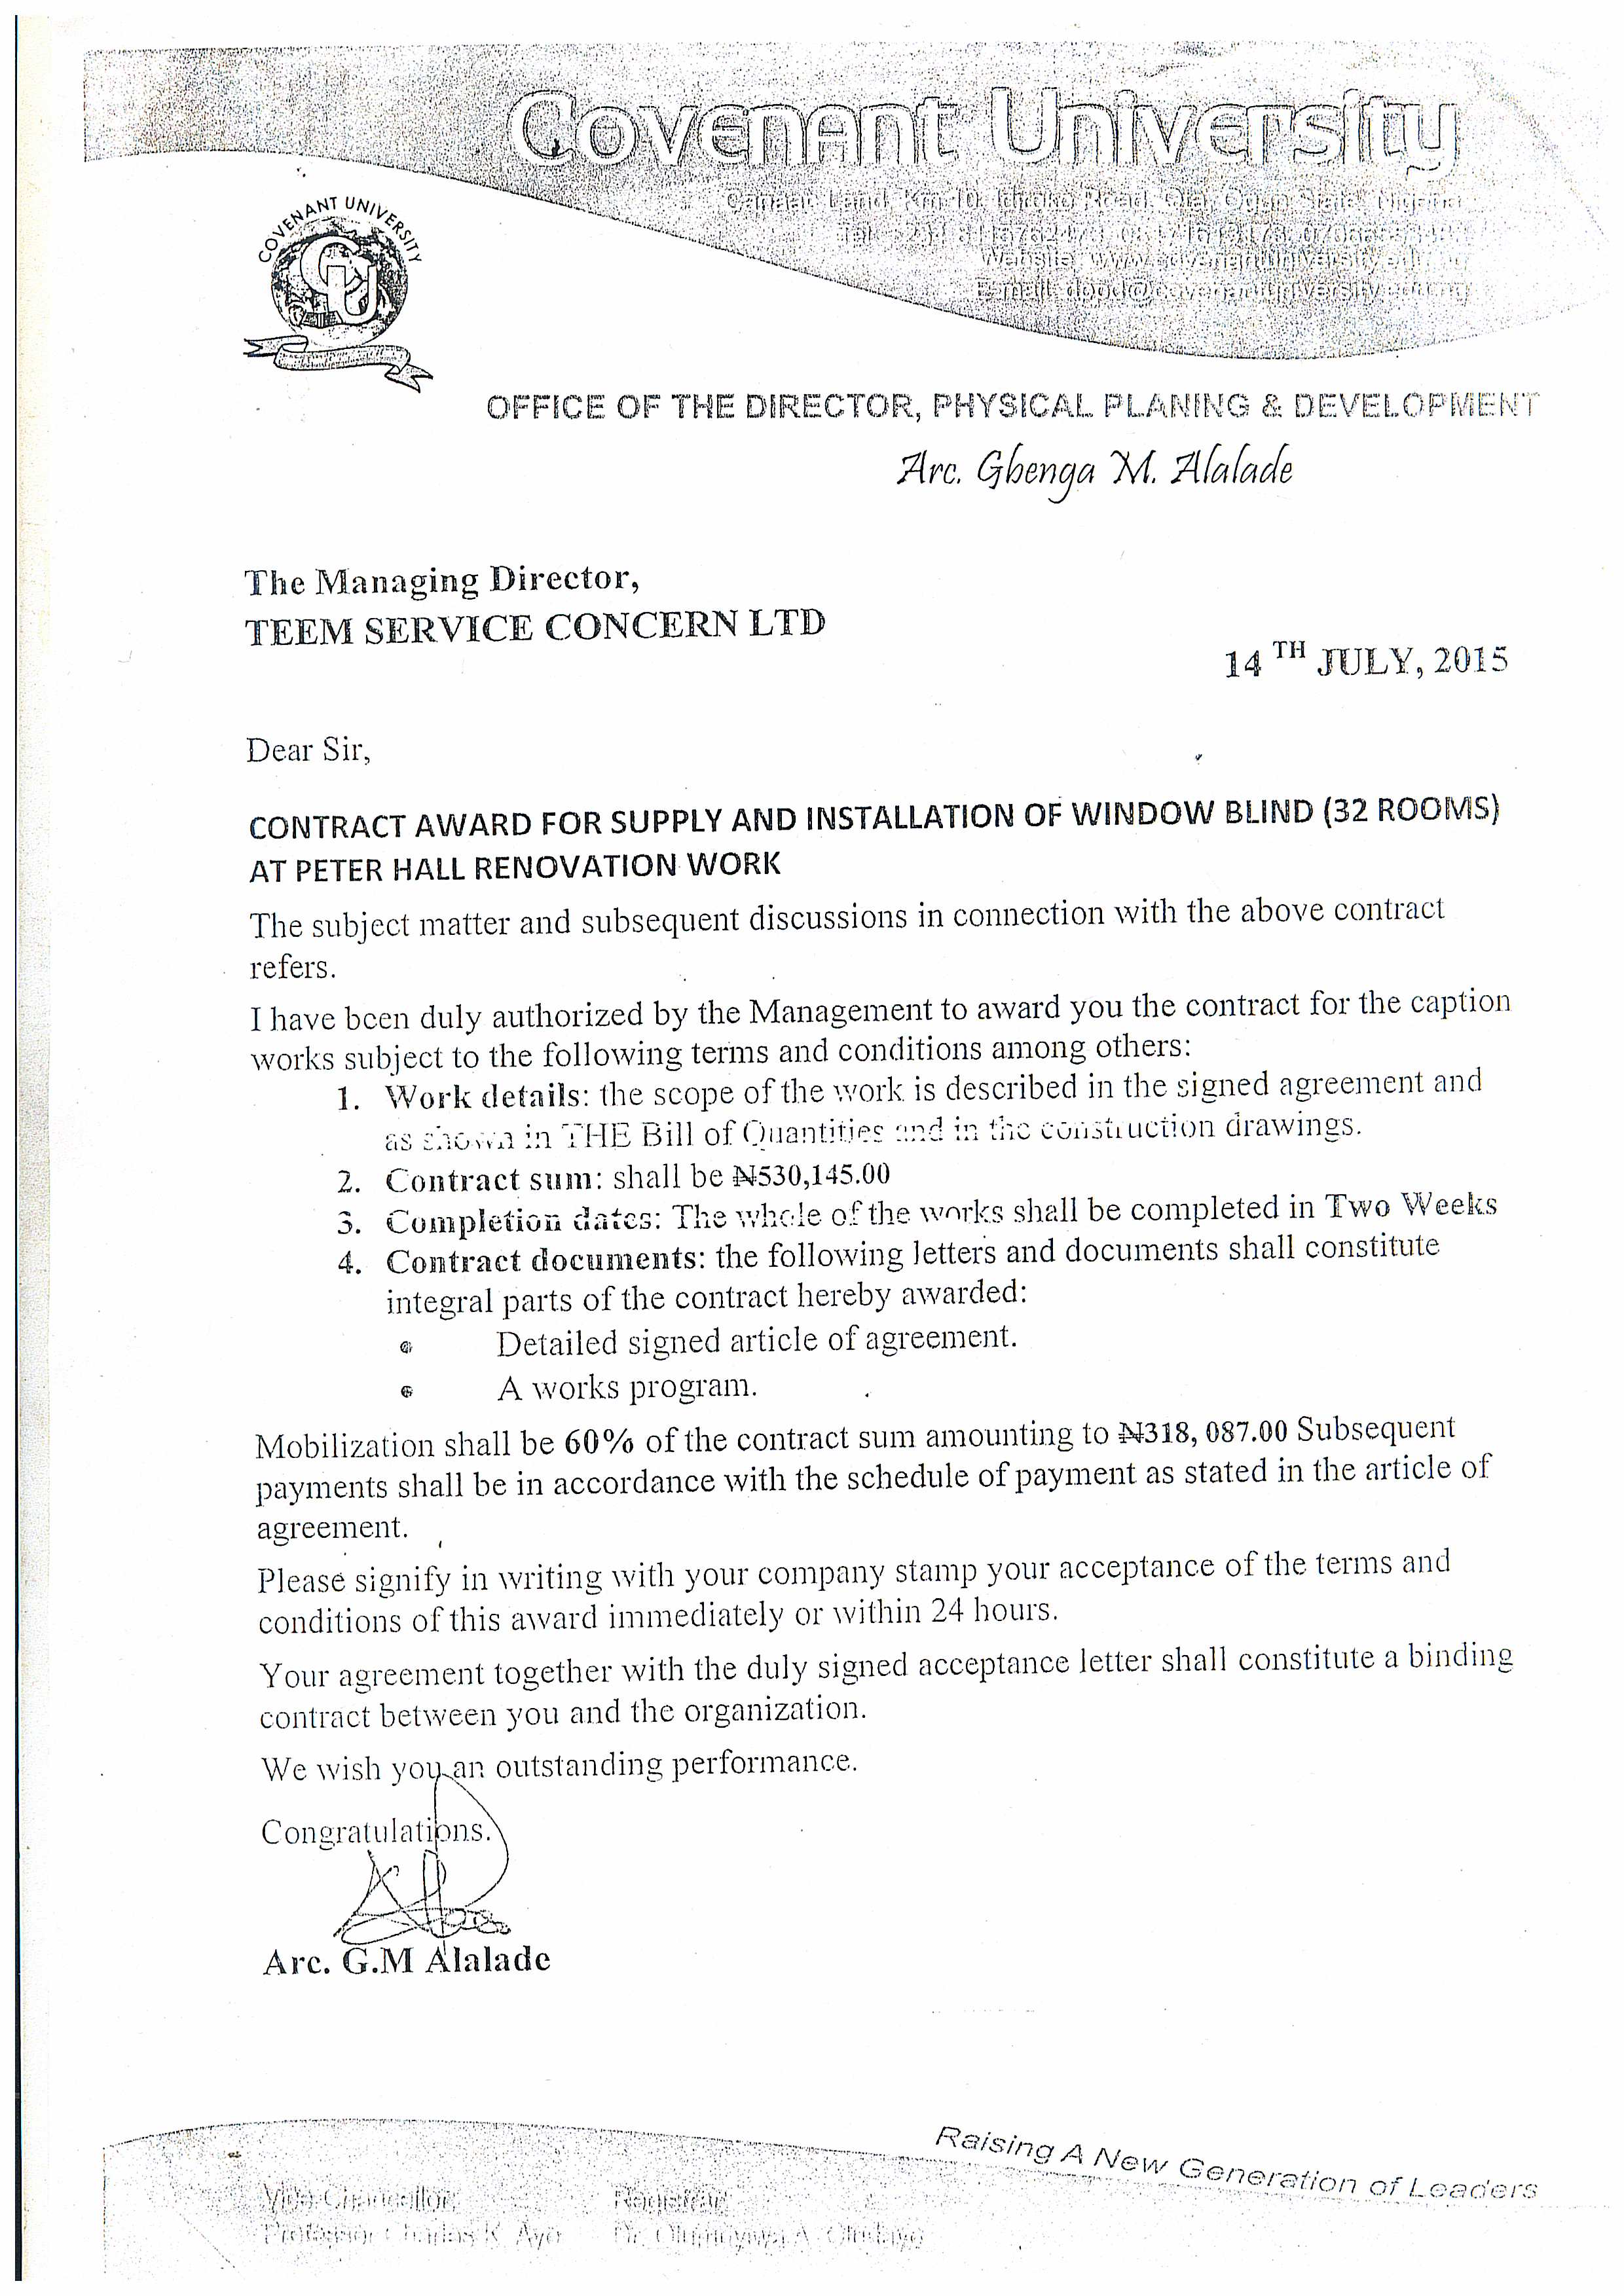 Covenant University
Canaan Land, Km 10, Idiroko Road, Ota, Ogun State, Nigeria
Website: www.covenantuniversity.edu.ng
E-mail: dppd@covenantuniversity.edu.ng
COVENANT UNIVERSITY
CU
OFFICE OF THE DIRECTOR, PHYSICAL PLANING & DEVELOPMENT
Arc. Gbenga M. Alalade
The Managing Director,
TEEM SERVICE CONCERN LTD
14 TH JULY, 2015
Dear Sir,
CONTRACT AWARD FOR SUPPLY AND INSTALLATION OF WINDOW BLIND (32 ROOMS)
AT PETER HALL RENOVATION WORK
The subject matter and subsequent discussions in connection with the above contract
refers.
I have been duly authorized by the Management to award you the contract for the caption
works subject to the following terms and conditions among others:
1. Work details: the scope of the work is described in the signed agreement and
as shown in THE Bill of Quantities and in the construction drawings.
2. Contract sum: shall be ₦530,145.00
3. Completion dates: The whole of the works shall be completed in Two Weeks
4. Contract documents: the following letters and documents shall constitute
integral parts of the contract hereby awarded:
• Detailed signed article of agreement.
• A works program.
Mobilization shall be 60% of the contract sum amounting to ₦318, 087.00 Subsequent
payments shall be in accordance with the schedule of payment as stated in the article of
agreement.
Please signify in writing with your company stamp your acceptance of the terms and
conditions of this award immediately or within 24 hours.
Your agreement together with the duly signed acceptance letter shall constitute a binding
contract between you and the organization.
We wish you an outstanding performance.
Congratulations.
Arc. G.M Alalade
Raising A New Generation of Leaders
Vice Chancellor Registrar
Professor Charles K. Ayo Dr. A. Oludayo